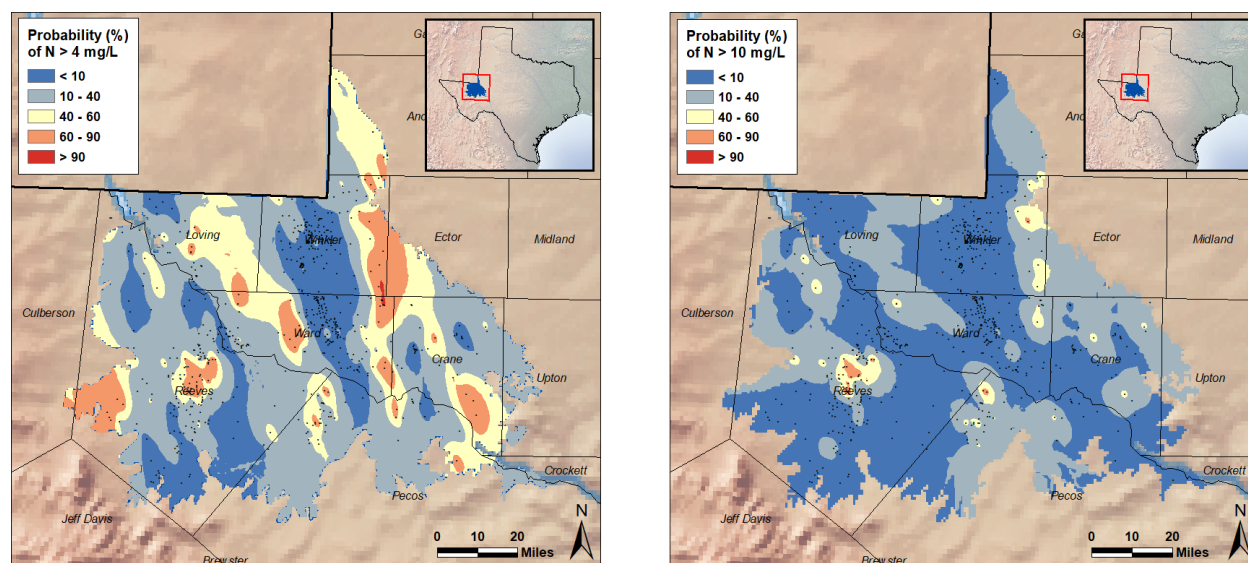 Probability (%)
of N > 4 mg/L
< 10
10 - 40
40 - 60
60 - 90
> 90
Loving
Winkler
Ector
Midland
Culberson
Ward
Crane
Upton
Reeves
Crockett
Pecos
Jeff Davis
Brewster
N
0 10 20
Miles
Probability (%)
of N > 10 mg/L
< 10
10 - 40
40 - 60
60 - 90
> 90
Loving
Winkler
Ector
Midland
Culberson
Ward
Crane
Upton
Reeves
Crockett
Pecos
Jeff Davis
Brewster
N
0 10 20
Miles